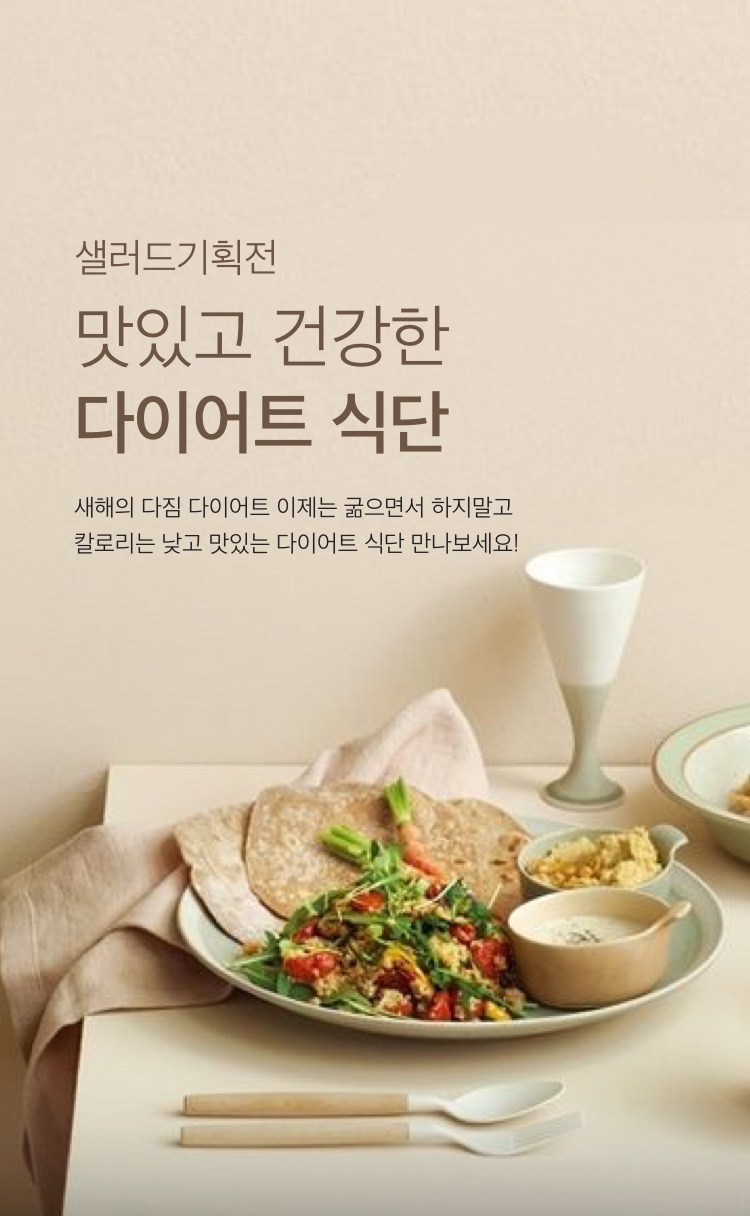 샐러드기획전
맛있고 건강한
다이어트 식단
새해의 다짐 다이어트 이제는 굶으면서 하지말고
칼로리는 낮고 맛있는 다이어트 식단 만나보세요!